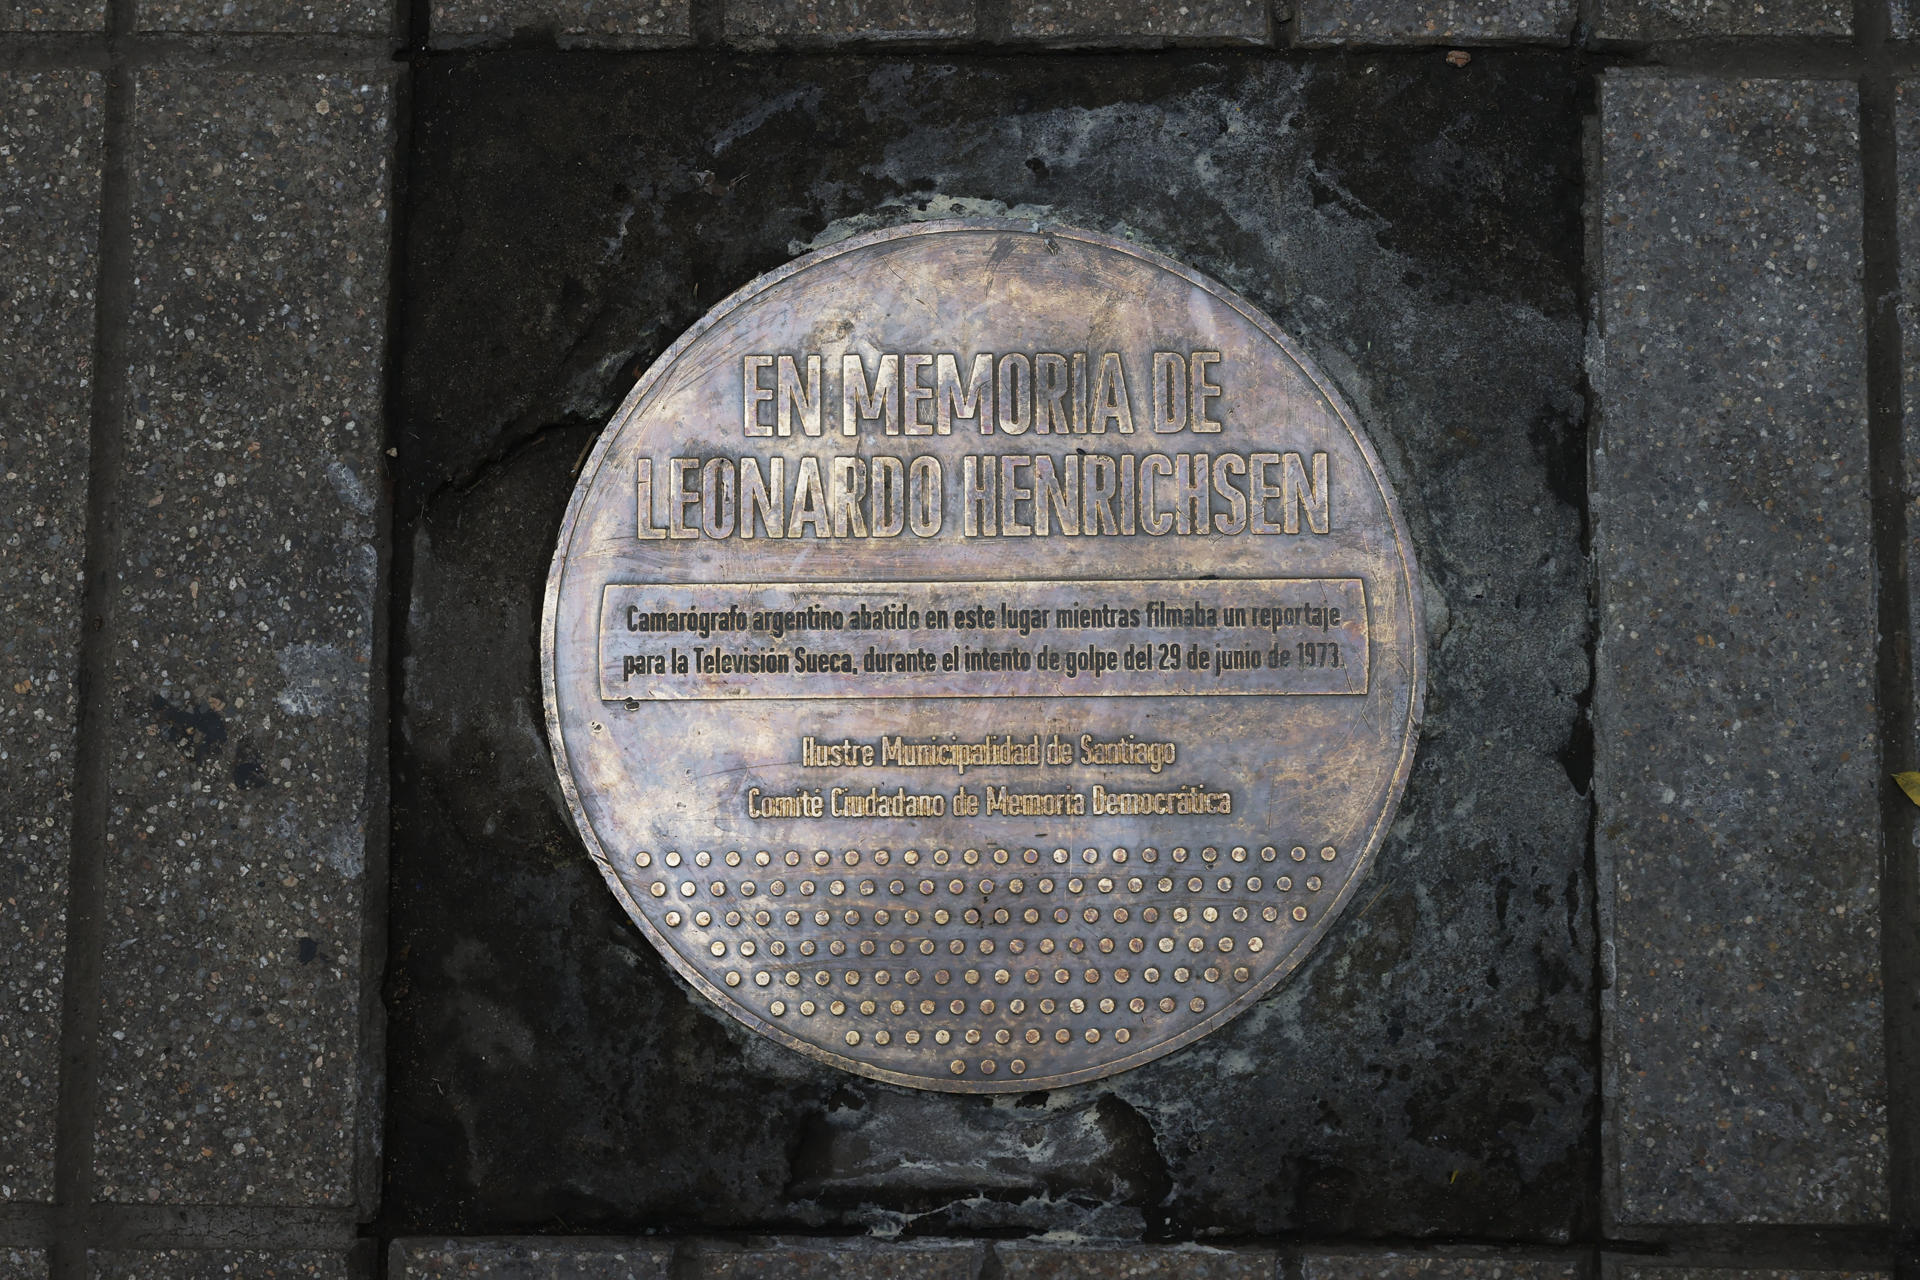 EN MEMORIA DE
LEONARDO HENRICHSEN
Camarógrafo argentino abatido en este lugar mientras filmaba un reportaje
para la Televisión Sueca, durante el intento de golpe del 29 de junio de 1973.
Ilustre Municipalidad de Santiago
Comité Ciudadano de Memoria Democrática